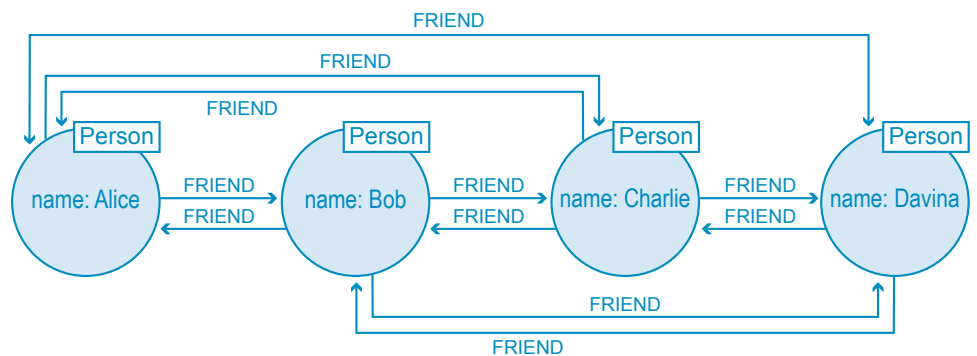 FRIEND
FRIEND
FRIEND
Person
Person
Person
Person
name: Alice
FRIEND
FRIEND
name: Bob
FRIEND
FRIEND
name: Charlie
FRIEND
FRIEND
name: Davina
FRIEND
FRIEND